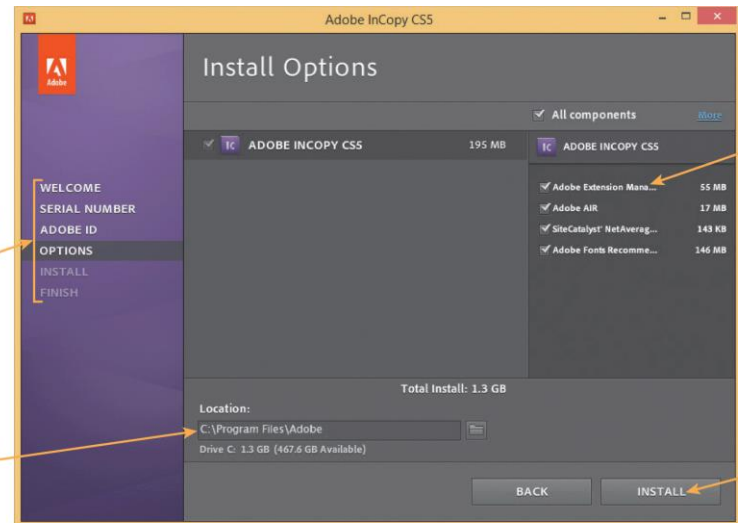 Adobe InCopy CS5
Adobe
Install Options
All components More
Ic ADOBE INCOPY CS5 195 MB
Ic ADOBE INCOPY CS5
Adobe Extension Mana... 55 MB
Adobe AIR 17 MB
SiteCatalyst' NetAverag... 143 KB
Adobe Fonts Recomme... 146 MB
WELCOME
SERIAL NUMBER
ADOBE ID
OPTIONS
INSTALL
FINISH
Total Install: 1.3 GB
Location:
C:\Program Files\Adobe
Drive C: 1.3 GB (467.6 GB Available)
BACK INSTALL